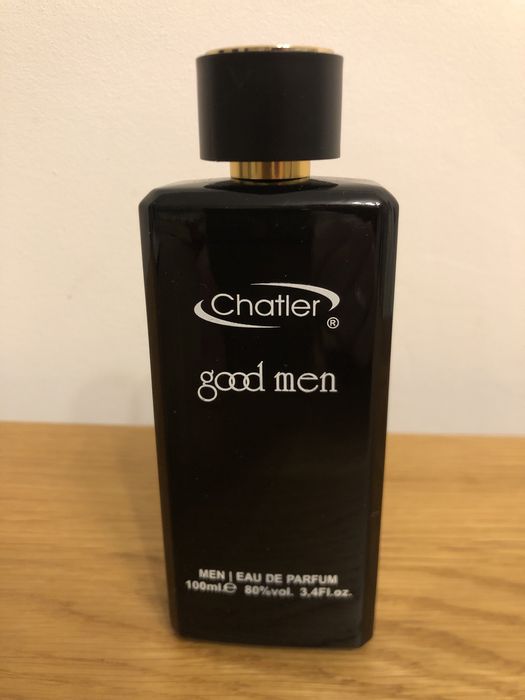 Chatler®
good men
MEN | EAU DE PARFUM
100ml.℮ 80%vol. 3,4Fl.oz.